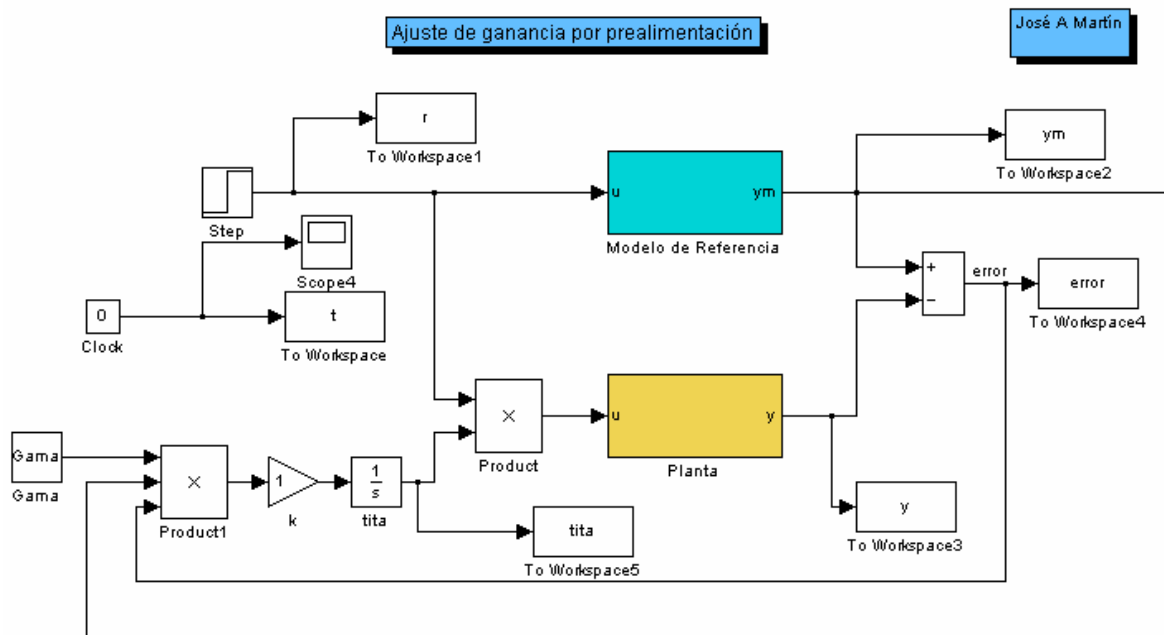 Ajuste de ganancia por prealimentación
José A Martín
r
To Workspace1
ym
To Workspace2
Step
u
ym
Modelo de Referencia
Scope4
+
−
error
error
To Workspace4
0
Clock
t
To Workspace
×
Product
u
y
Planta
Gama
Gama
×
Product1
1
k
1
s
tita
tita
To Workspace5
y
To Workspace3